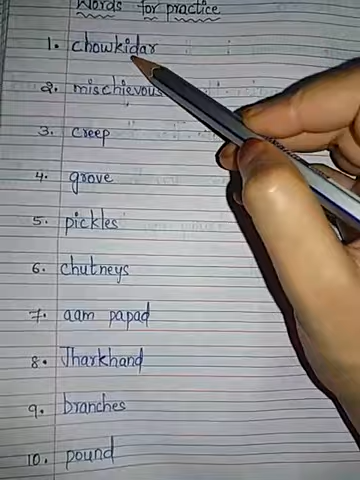 Words for practice
1. chowkidar
2. mischievous
3. creep
4. grove
5. pickles
6. chutneys
7. aam papad
8. Jharkhand
9. branches
10. pound